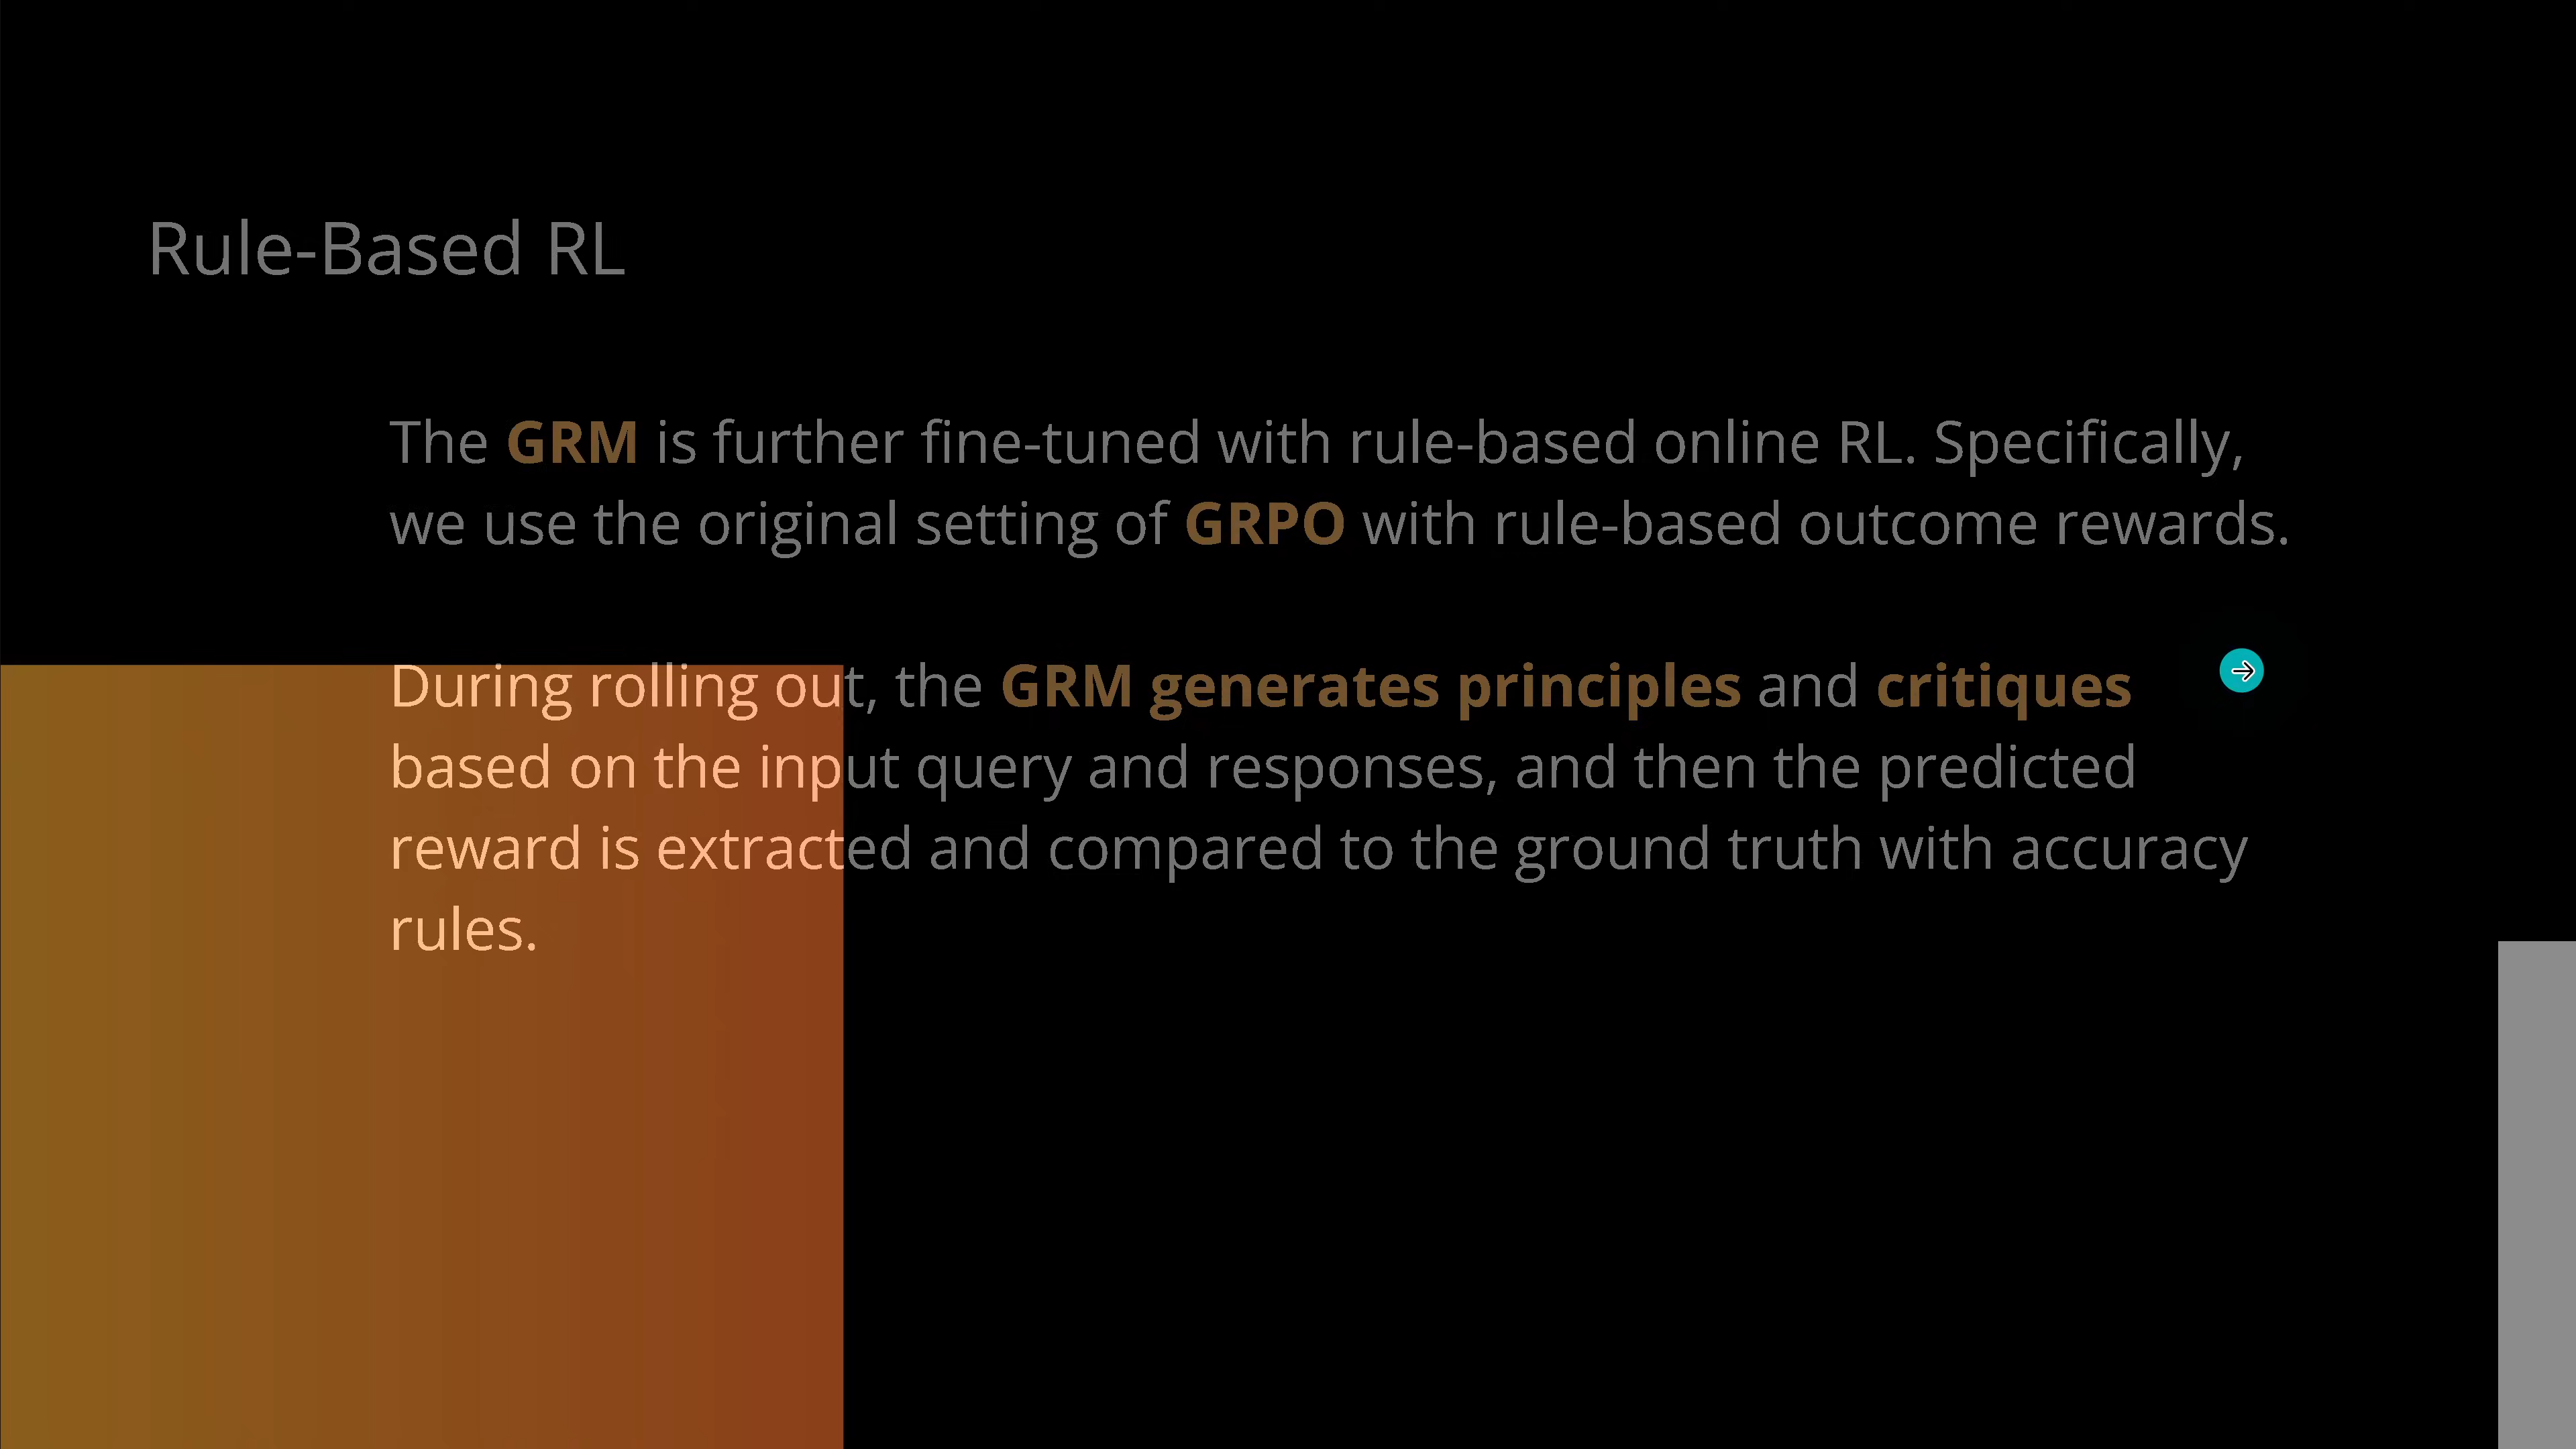 Rule-Based RL
The GRM is further fine-tuned with rule-based online RL. Specifically,
we use the original setting of GRPO with rule-based outcome rewards.
During rolling out, the GRM generates principles and critiques
based on the input query and responses, and then the predicted
reward is extracted and compared to the ground truth with accuracy
rules.